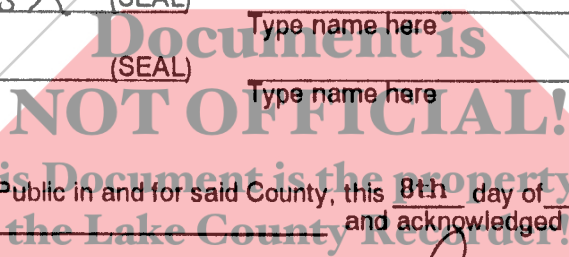 (SEAL)
Type name here
Document is
(SEAL)
Type name here
NOT OFFICIAL!
is Document is the property
Public in and for said County, this 8th day of
and acknowledged
the Lake County Recorder!